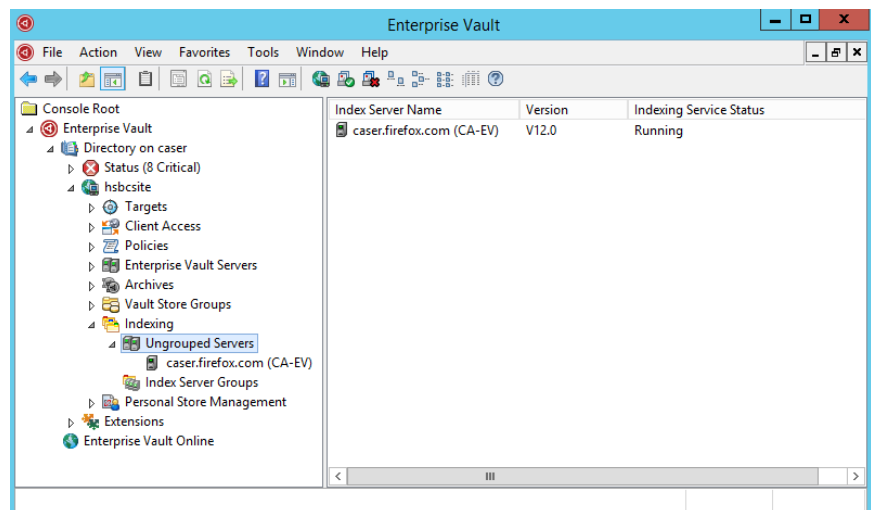 Enterprise Vault
File Action View Favorites Tools Window Help
Console Root
Enterprise Vault
Directory on caser
Status (8 Critical)
hsbcsite
Targets
Client Access
Policies
Enterprise Vault Servers
Archives
Vault Store Groups
Indexing
Ungrouped Servers
caser.firefox.com (CA-EV)
Index Server Groups
Personal Store Management
Extensions
Enterprise Vault Online
Index Server Name Version Indexing Service Status
caser.firefox.com (CA-EV) V12.0 Running